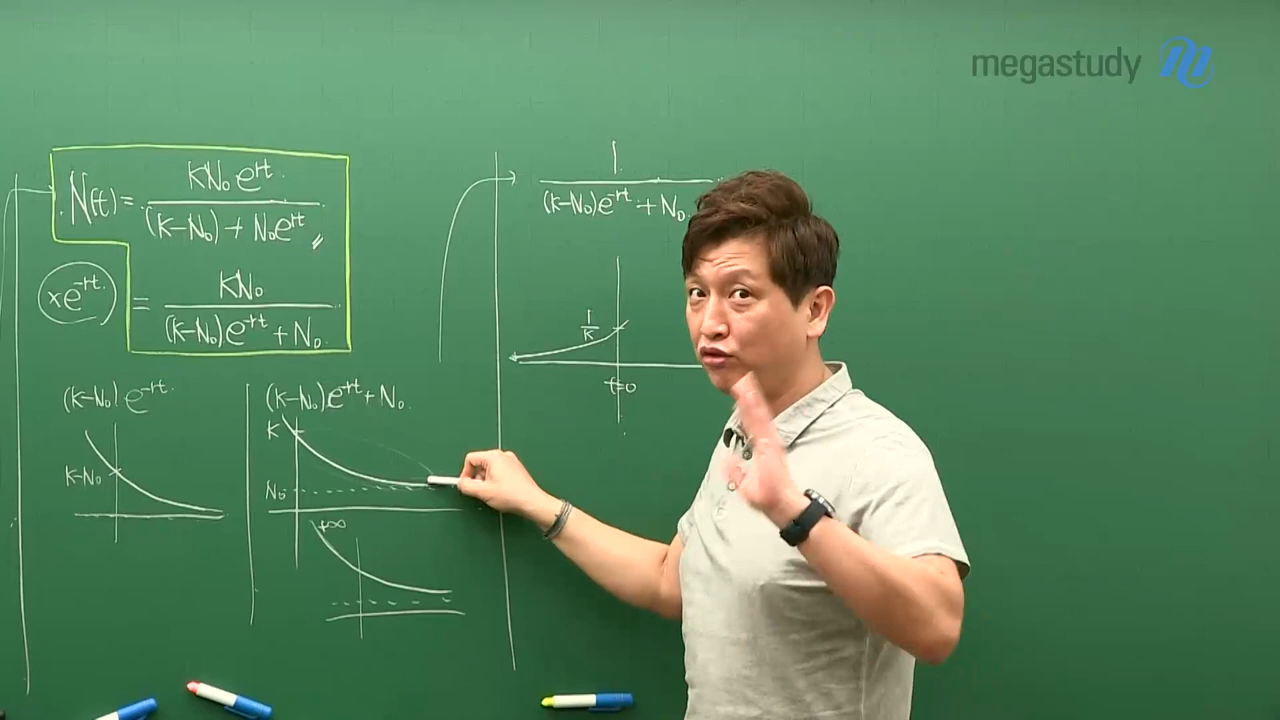 megastudy
N(t) = KN₀e^{rt} / (K-N₀) + N₀e^{rt}
×e^{-rt}
= KN₀ / (K-N₀)e^{-rt} + N₀
(K-N₀)e^{-rt}
K-N₀
(K-N₀)e^{-rt} + N₀
K
N₀
+∞
1 / (K-N₀)e^{-rt} + N₀
1/K
t=0